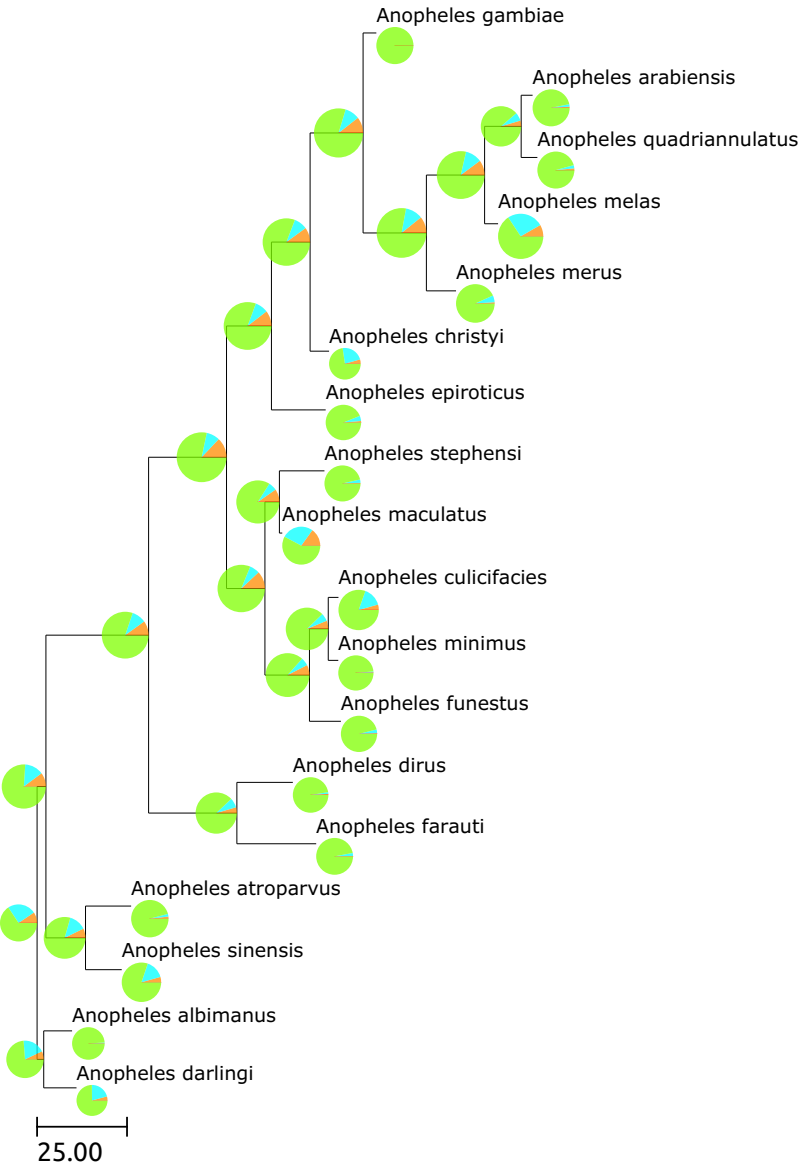 Anopheles gambiae
Anopheles arabiensis
Anopheles quadriannulatus
Anopheles melas
Anopheles merus
Anopheles christyi
Anopheles epiroticus
Anopheles stephensi
Anopheles maculatus
Anopheles culicifacies
Anopheles minimus
Anopheles funestus
Anopheles dirus
Anopheles farauti
Anopheles atroparvus
Anopheles sinensis
Anopheles albimanus
Anopheles darlingi
25.00